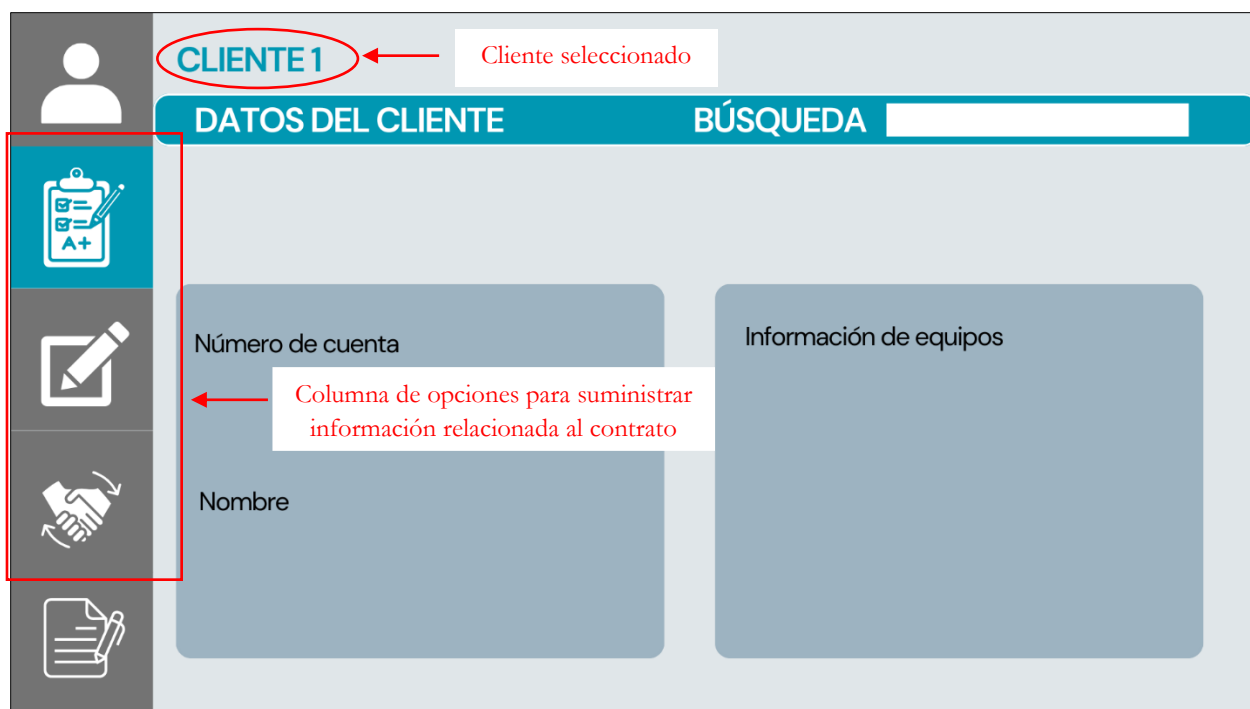 CLIENTE 1
Cliente seleccionado
DATOS DEL CLIENTE
BÚSQUEDA
A+
Número de cuenta
Información de equipos
Columna de opciones para suministrar
información relacionada al contrato
Nombre